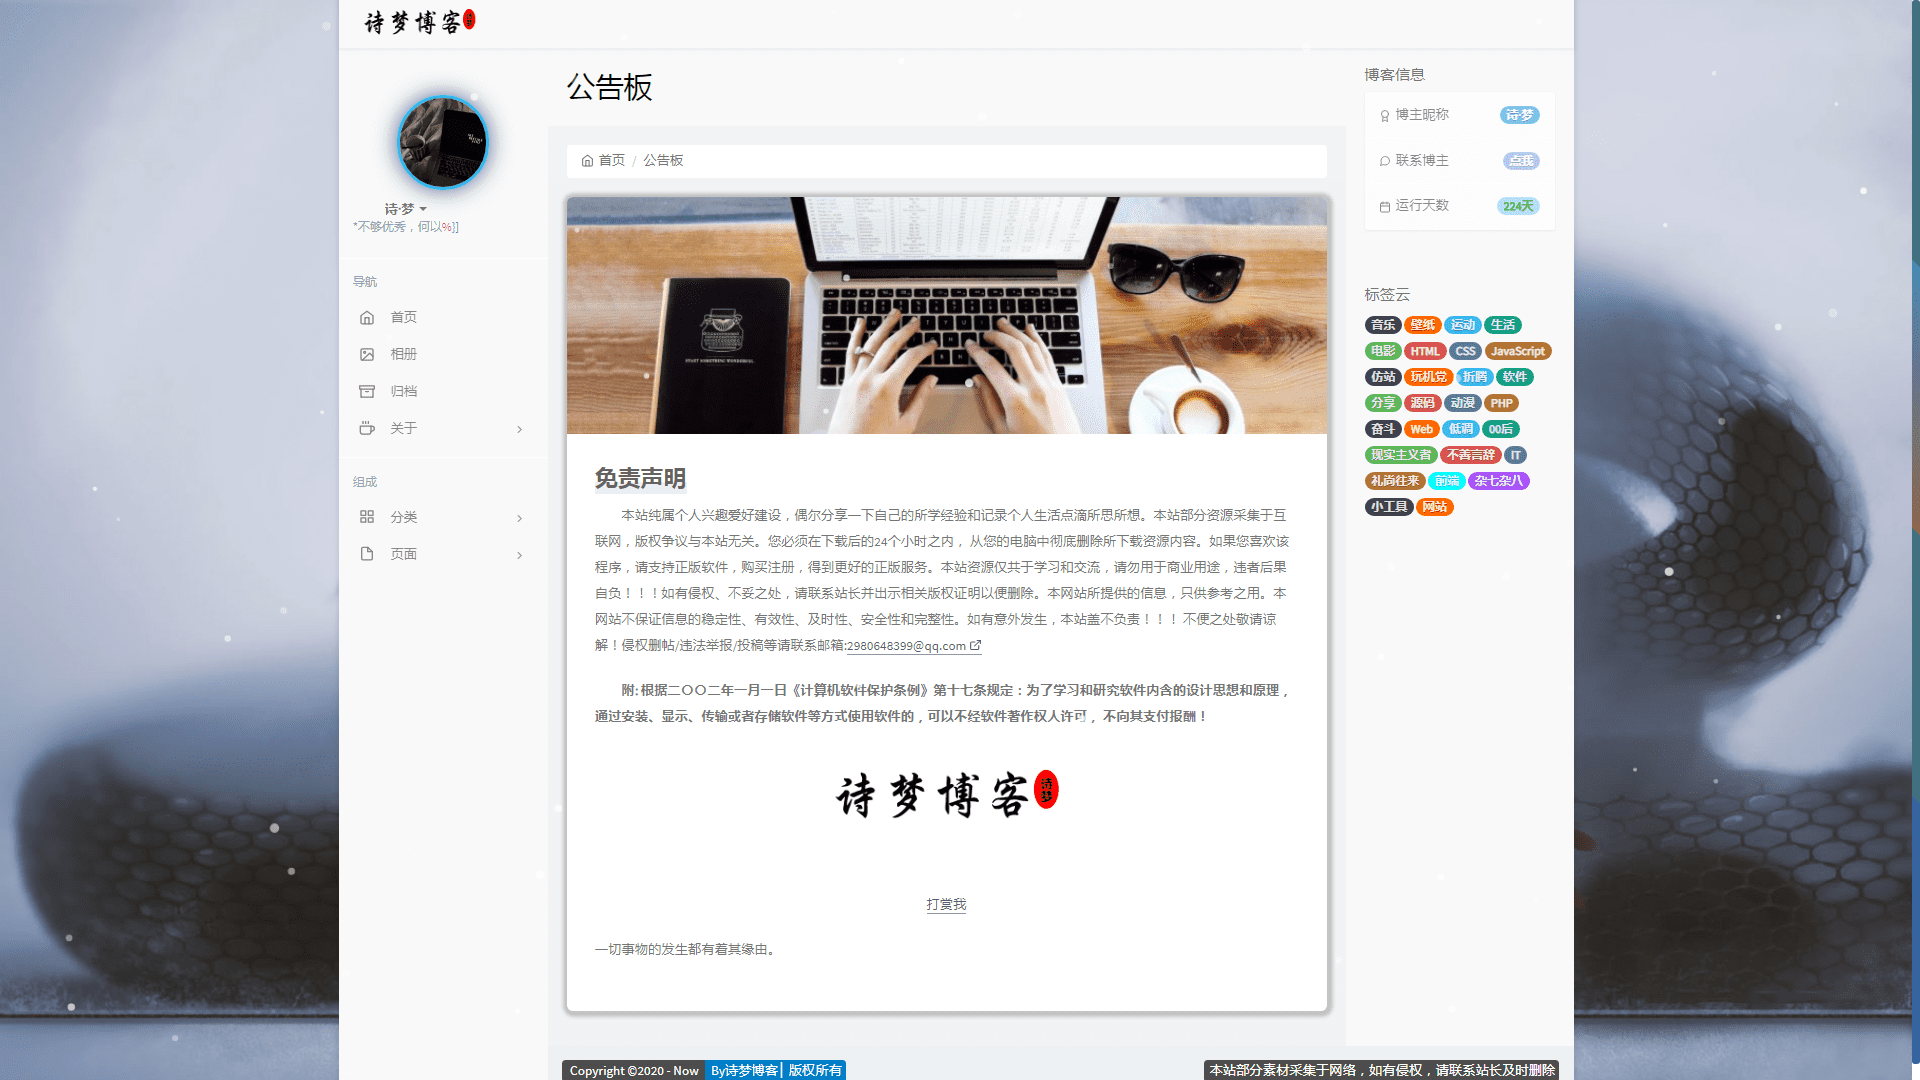 诗梦博客
诗·梦
*不够优秀，何以%]]
导航
首页
相册
归档
关于
组成
分类
页面
公告板
首页 / 公告板
START SOMETHING WONDERFUL
免责声明
本站纯属个人兴趣爱好建设，偶尔分享一下自己的所学经验和记录个人生活点滴所思所想。本站部分资源采集于互
联网，版权争议与本站无关。您必须在下载后的24个小时之内， 从您的电脑中彻底删除所下载资源内容。如果您喜欢该
程序，请支持正版软件，购买注册，得到更好的正版服务。本站资源仅共于学习和交流，请勿用于商业用途，违者后果
自负！！！如有侵权、不妥之处，请联系站长并出示相关版权证明以便删除。本网站所提供的信息，只供参考之用。本
网站不保证信息的稳定性、有效性、及时性、安全性和完整性。如有意外发生，本站盖不负责！！！ 不便之处敬请谅
解！侵权删帖/违法举报/投稿等请联系邮箱:2980648399@qq.com
附: 根据二〇〇二年一月一日《计算机软件保护条例》第十七条规定：为了学习和研究软件内含的设计思想和原理，
通过安装、显示、传输或者存储软件等方式使用软件的，可以不经软件著作权人许可， 不向其支付报酬！
诗梦博客 诗梦
打赏我
一切事物的发生都有着其缘由。
博客信息
博主昵称 诗·梦
联系博主 点我
运行天数 224天
标签云
音乐 壁纸 运动 生活
电影 HTML CSS JavaScript
仿站 玩机党 折腾 软件
分享 源码 动漫 PHP
奋斗 Web 低调 00后
现实主义者 不善言辞 IT
礼尚往来 前端 杂七杂八
小工具 网站
Copyright ©2020 - Now By诗梦博客| 版权所有
本站部分素材采集于网络，如有侵权，请联系站长及时删除